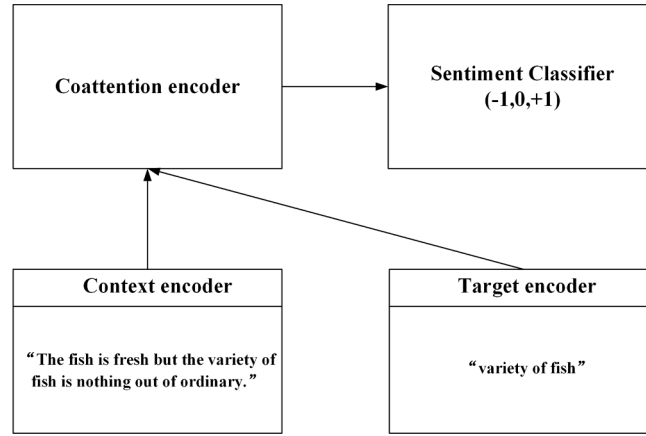 Coattention encoder
Sentiment Classifier
(-1,0,+1)
Context encoder
“The fish is fresh but the variety of
fish is nothing out of ordinary.”
Target encoder
“variety of fish”